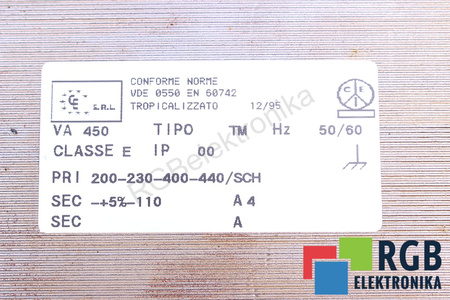 CONFORME NORME
VDE 0550 EN 60742
TROPICALIZZATO 12/95
CE S.R.L
C E I
VA 450 TIPO TM Hz 50/60
CLASSE E IP 00
PRI 200-230-400-440/SCH
SEC -+5%-110 A 4
SEC A
RGBelektronika
RGB
ELEKTRONIKA